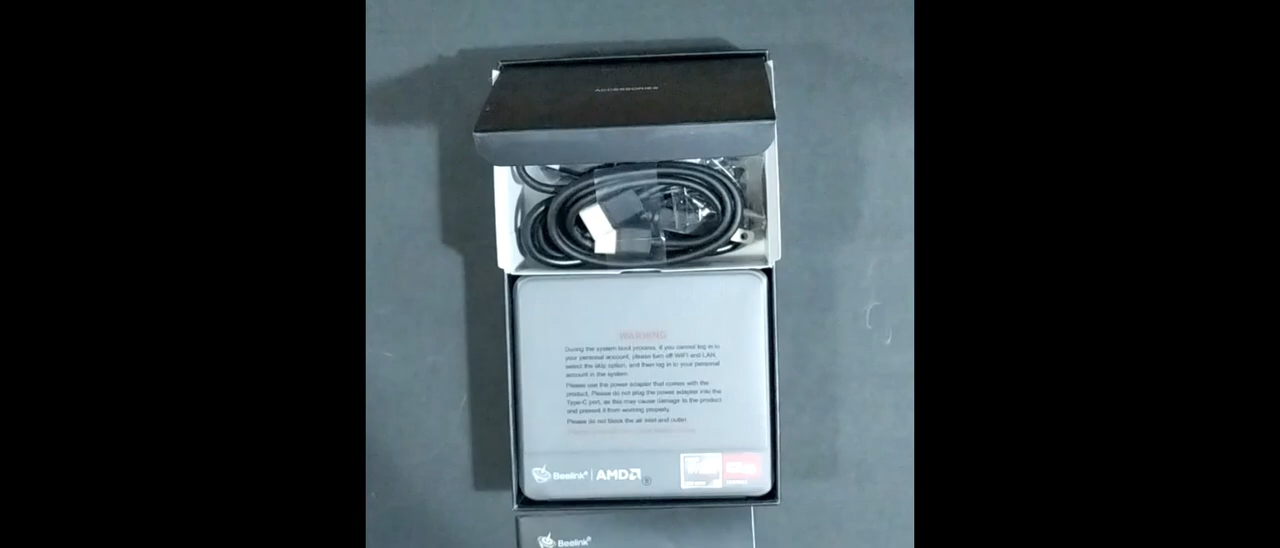 ACCESSORIES
WARNING
During the system boot process, if you cannot log in to
your personal account, please turn off WIFI and LAN,
select the skip option, and then log in to your personal
account in the system.
Please use the power adapter that comes with the
product. Please do not plug the power adapter into the
Type-C port, as this may cause damage to the product
and prevent it from working properly.
Please do not block the air inlet and outlet.
Beelink® | AMD
Beelink®